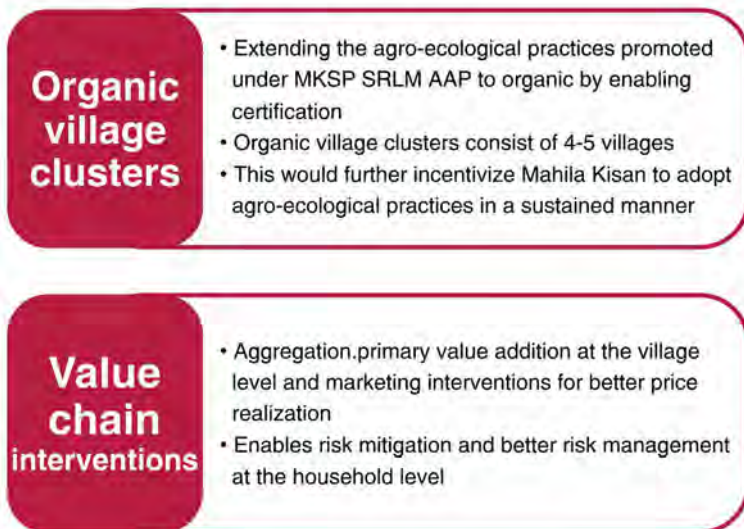 Organic
village
clusters
• Extending the agro-ecological practices promoted
under MKSP SRLM AAP to organic by enabling
certification
• Organic village clusters consist of 4-5 villages
• This would further incentivize Mahila Kisan to adopt
agro-ecological practices in a sustained manner
Value
chain
interventions
• Aggregation.primary value addition at the village
level and marketing interventions for better price
realization
• Enables risk mitigation and better risk management
at the household level